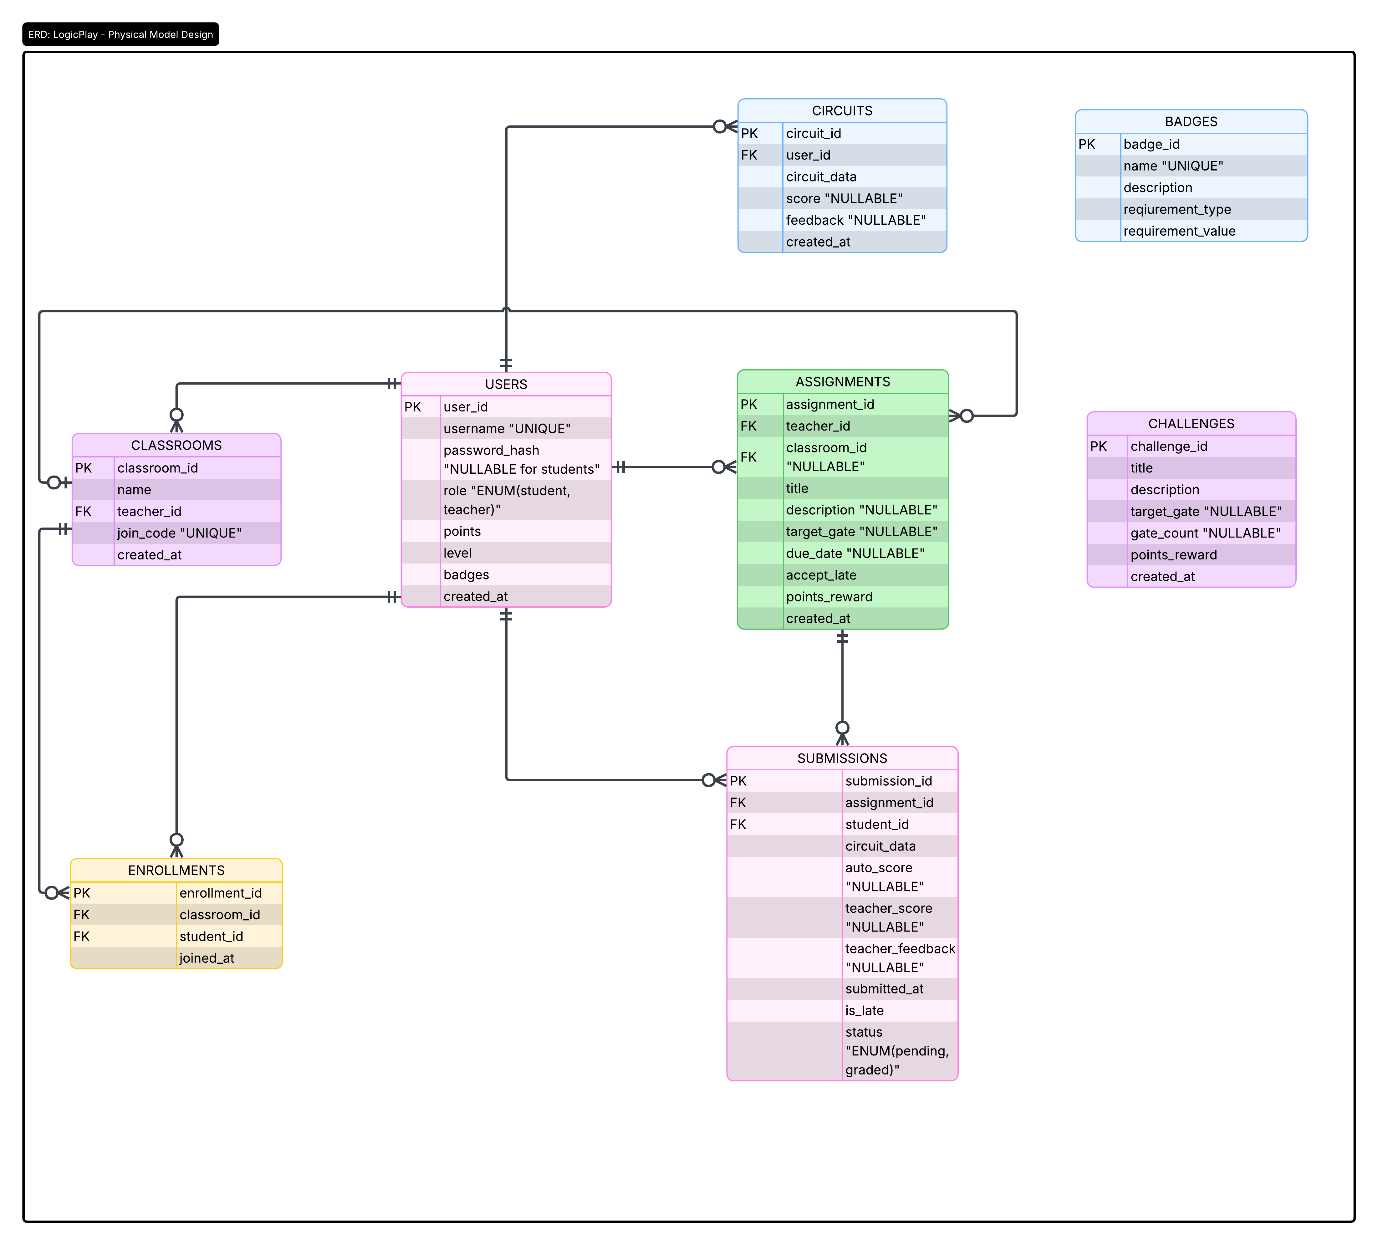 ERD: LogicPlay - Physical Model Design
CIRCUITS
PK circuit_id
FK user_id
circuit_data
score "NULLABLE"
feedback "NULLABLE"
created_at
BADGES
PK badge_id
name "UNIQUE"
description
reqiurement_type
requirement_value
CLASSROOMS
PK classroom_id
name
FK teacher_id
join_code "UNIQUE"
created_at
USERS
PK user_id
username "UNIQUE"
password_hash
"NULLABLE for students"
role "ENUM(student,
teacher)"
points
level
badges
created_at
ASSIGNMENTS
PK assignment_id
FK teacher_id
FK classroom_id
"NULLABLE"
title
description "NULLABLE"
target_gate "NULLABLE"
due_date "NULLABLE"
accept_late
points_reward
created_at
CHALLENGES
PK challenge_id
title
description
target_gate "NULLABLE"
gate_count "NULLABLE"
points_reward
created_at
ENROLLMENTS
PK enrollment_id
FK classroom_id
FK student_id
joined_at
SUBMISSIONS
PK submission_id
FK assignment_id
FK student_id
circuit_data
auto_score
"NULLABLE"
teacher_score
"NULLABLE"
teacher_feedback
"NULLABLE"
submitted_at
is_late
status
"ENUM(pending,
graded)"